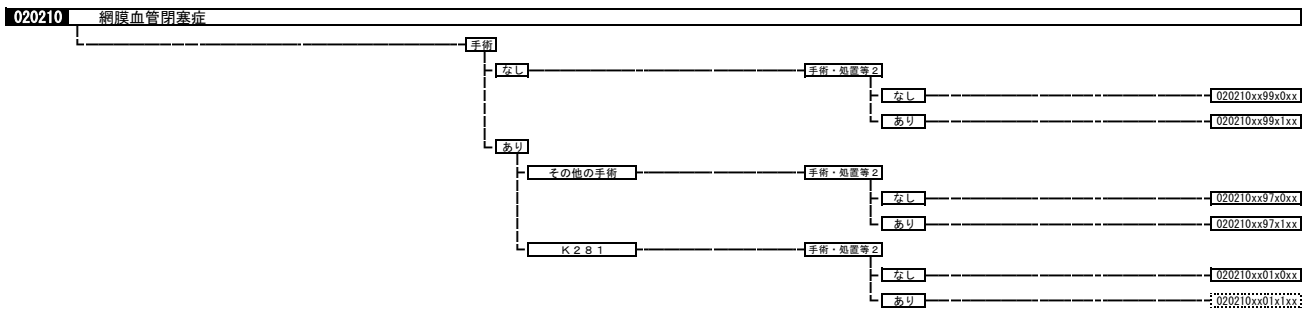 020210 網膜血管閉塞症
手術
なし 手術・処置等2
なし 020210xx99x0xx
あり 020210xx99x1xx
あり
その他の手術 手術・処置等2
なし 020210xx97x0xx
あり 020210xx97x1xx
K281 手術・処置等2
なし 020210xx01x0xx
あり 020210xx01x1xx